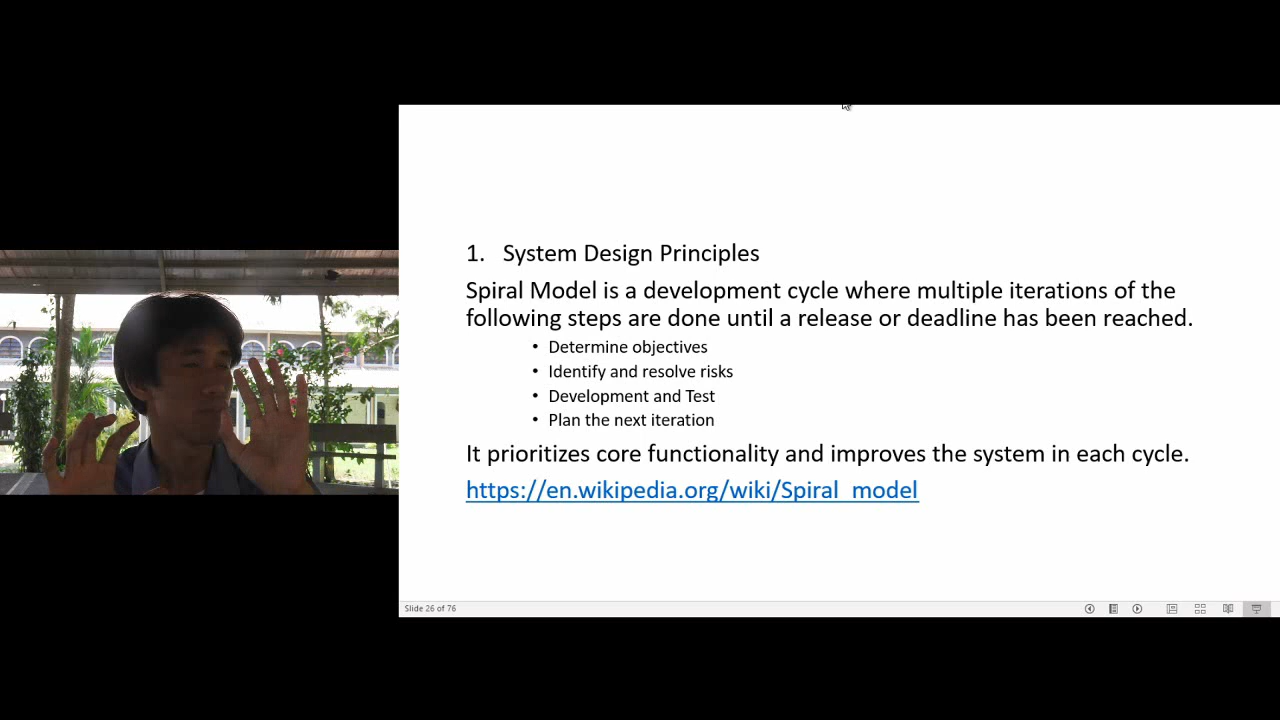 1. System Design Principles
Spiral Model is a development cycle where multiple iterations of the
following steps are done until a release or deadline has been reached.
• Determine objectives
• Identify and resolve risks
• Development and Test
• Plan the next iteration
It prioritizes core functionality and improves the system in each cycle.
https://en.wikipedia.org/wiki/Spiral_model
Slide 26 of 76